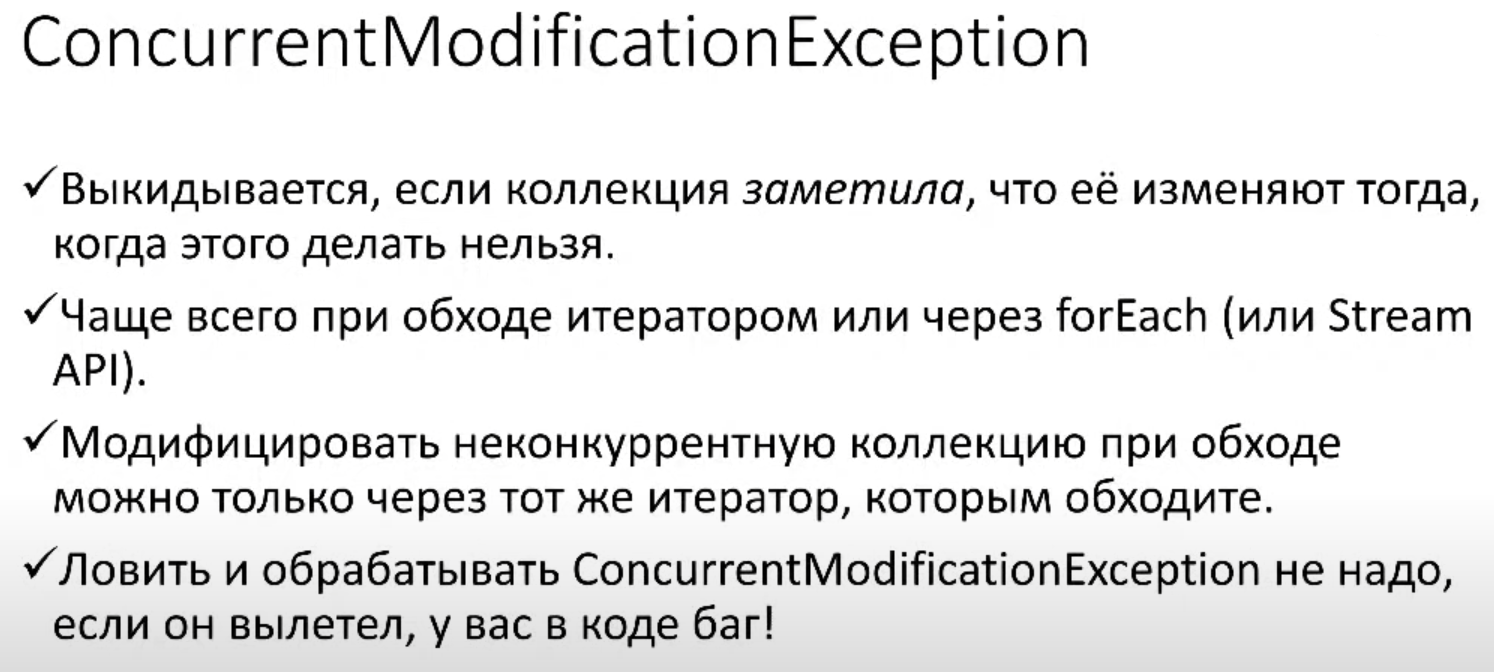 ConcurrentModificationException
✓Выкидывается, если коллекция заметила, что её изменяют тогда,
когда этого делать нельзя.
✓Чаще всего при обходе итератором или через forEach (или Stream
API).
✓Модифицировать неконкуррентную коллекцию при обходе
можно только через тот же итератор, которым обходите.
✓Ловить и обрабатывать ConcurrentModificationException не надо,
если он вылетел, у вас в коде баг!